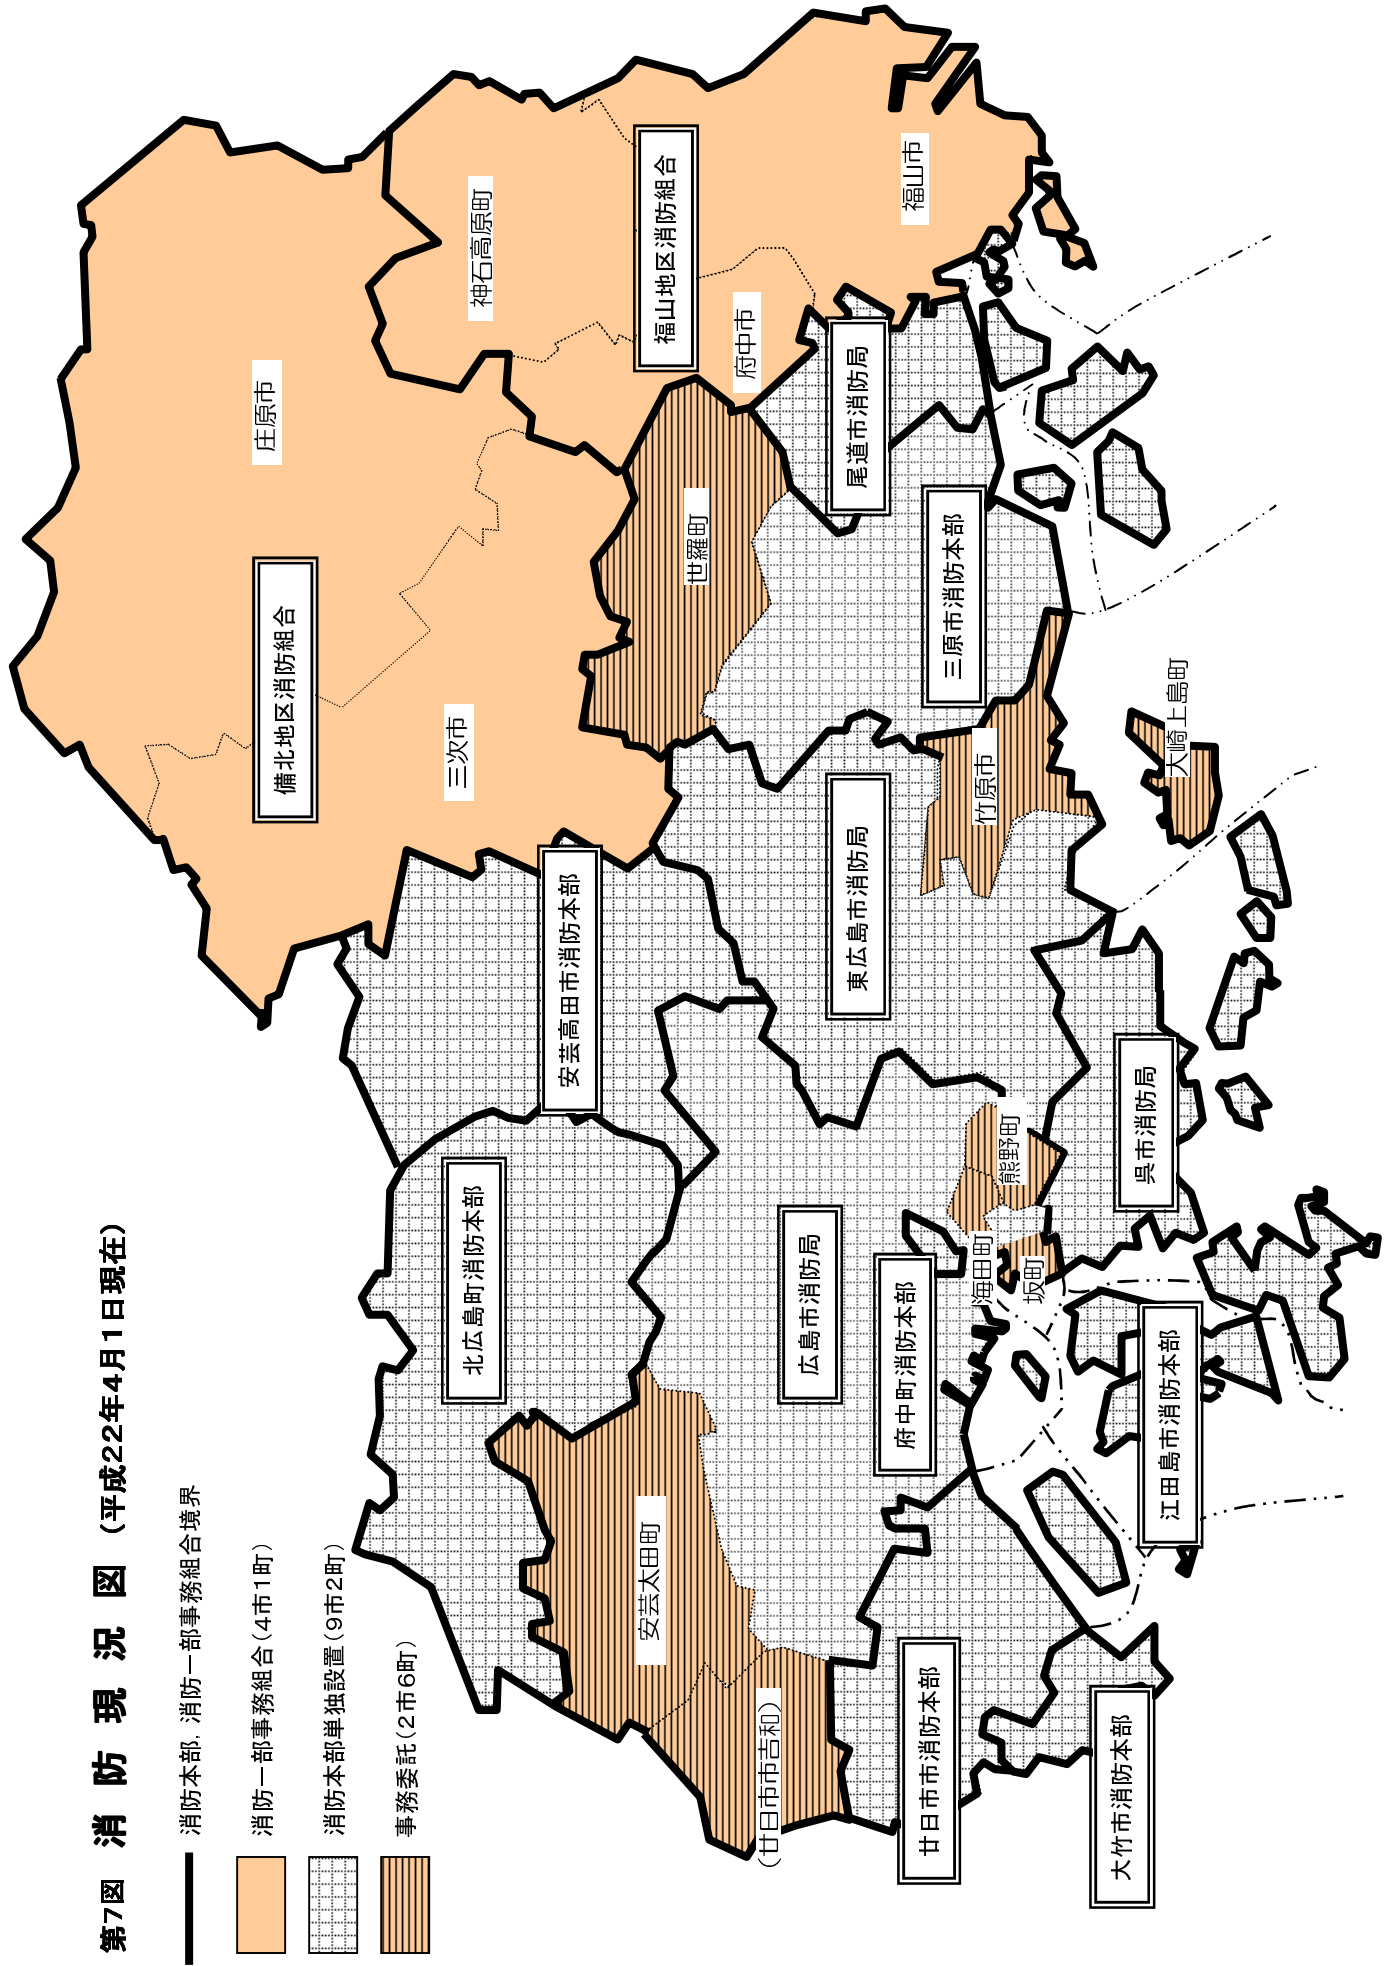 第7図　消 防 現 況 図　（平成22年4月1日現在）
消防本部, 消防一部事務組合境界
消防一部事務組合（4市1町）
消防本部単独設置（9市2町）
事務委託（2市6町）
庄原市
備北地区消防組合
三次市
神石高原町
福山地区消防組合
福山市
府中市
世羅町
尾道市消防局
三原市消防本部
竹原市
大崎上島町
東広島市消防局
安芸高田市消防本部
北広島町消防本部
広島市消防局
府中町消防本部
熊野町
海田町
坂町
呉市消防局
江田島市消防本部
安芸太田町
（廿日市市吉和）
廿日市市消防本部
大竹市消防本部